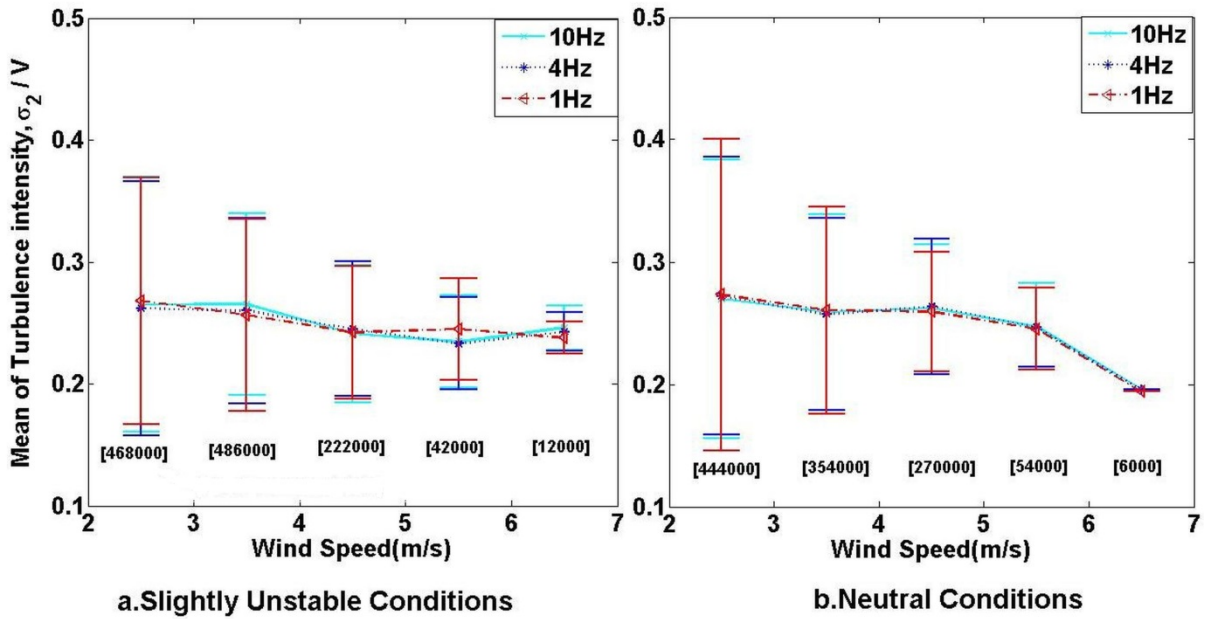 Mean of Turbulence intensity, σ₂ / V
0.5
0.4
0.3
0.2
0.1
10Hz
4Hz
1Hz
[468000] [486000] [222000] [42000] [12000]
2 3 4 5 6 7
Wind Speed(m/s)
a.Slightly Unstable Conditions
0.5
0.4
0.3
0.2
0.1
10Hz
4Hz
1Hz
[444000] [354000] [270000] [54000] [6000]
2 3 4 5 6 7
Wind Speed(m/s)
b.Neutral Conditions